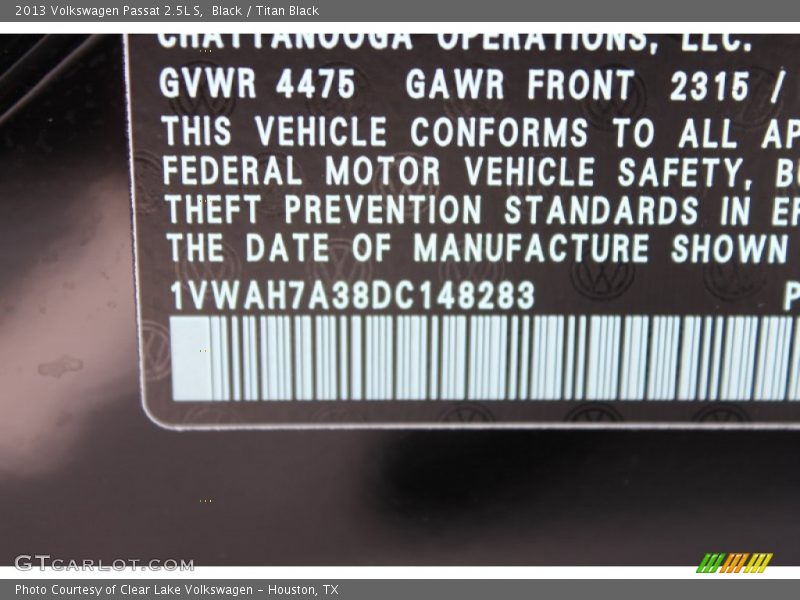 2013 Volkswagen Passat 2.5L S,  Black / Titan Black
CHATTANOOGA OPERATIONS, LLC.
GVWR 4475   GAWR FRONT  2315 /
THIS VEHICLE CONFORMS TO ALL AP
FEDERAL MOTOR VEHICLE SAFETY, B
THEFT PREVENTION STANDARDS IN EF
THE DATE OF MANUFACTURE SHOWN
1VWAH7A38DC148283 P
GTCARLOT.COM
Photo Courtesy of Clear Lake Volkswagen – Houston, TX